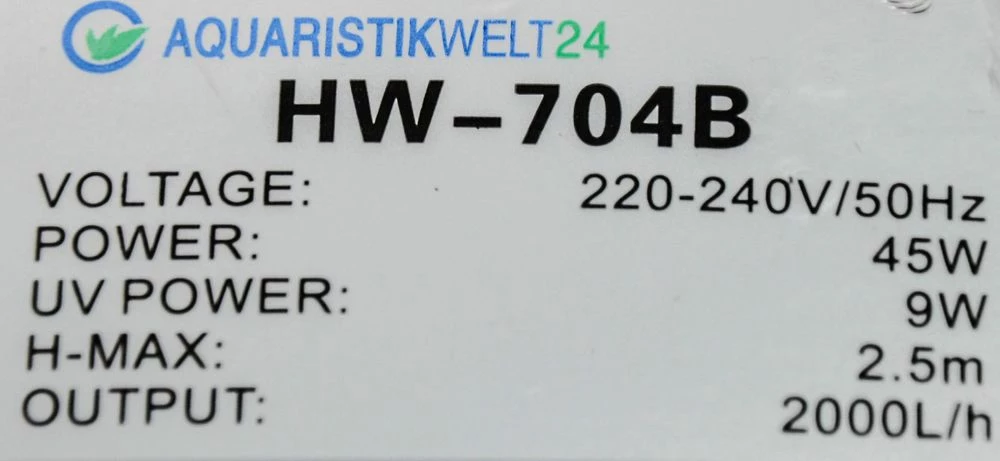 AQUARISTIKWELT24
HW-704B
VOLTAGE: 220-240V/50Hz
POWER: 45W
UV POWER: 9W
H-MAX: 2.5m
OUTPUT: 2000L/h